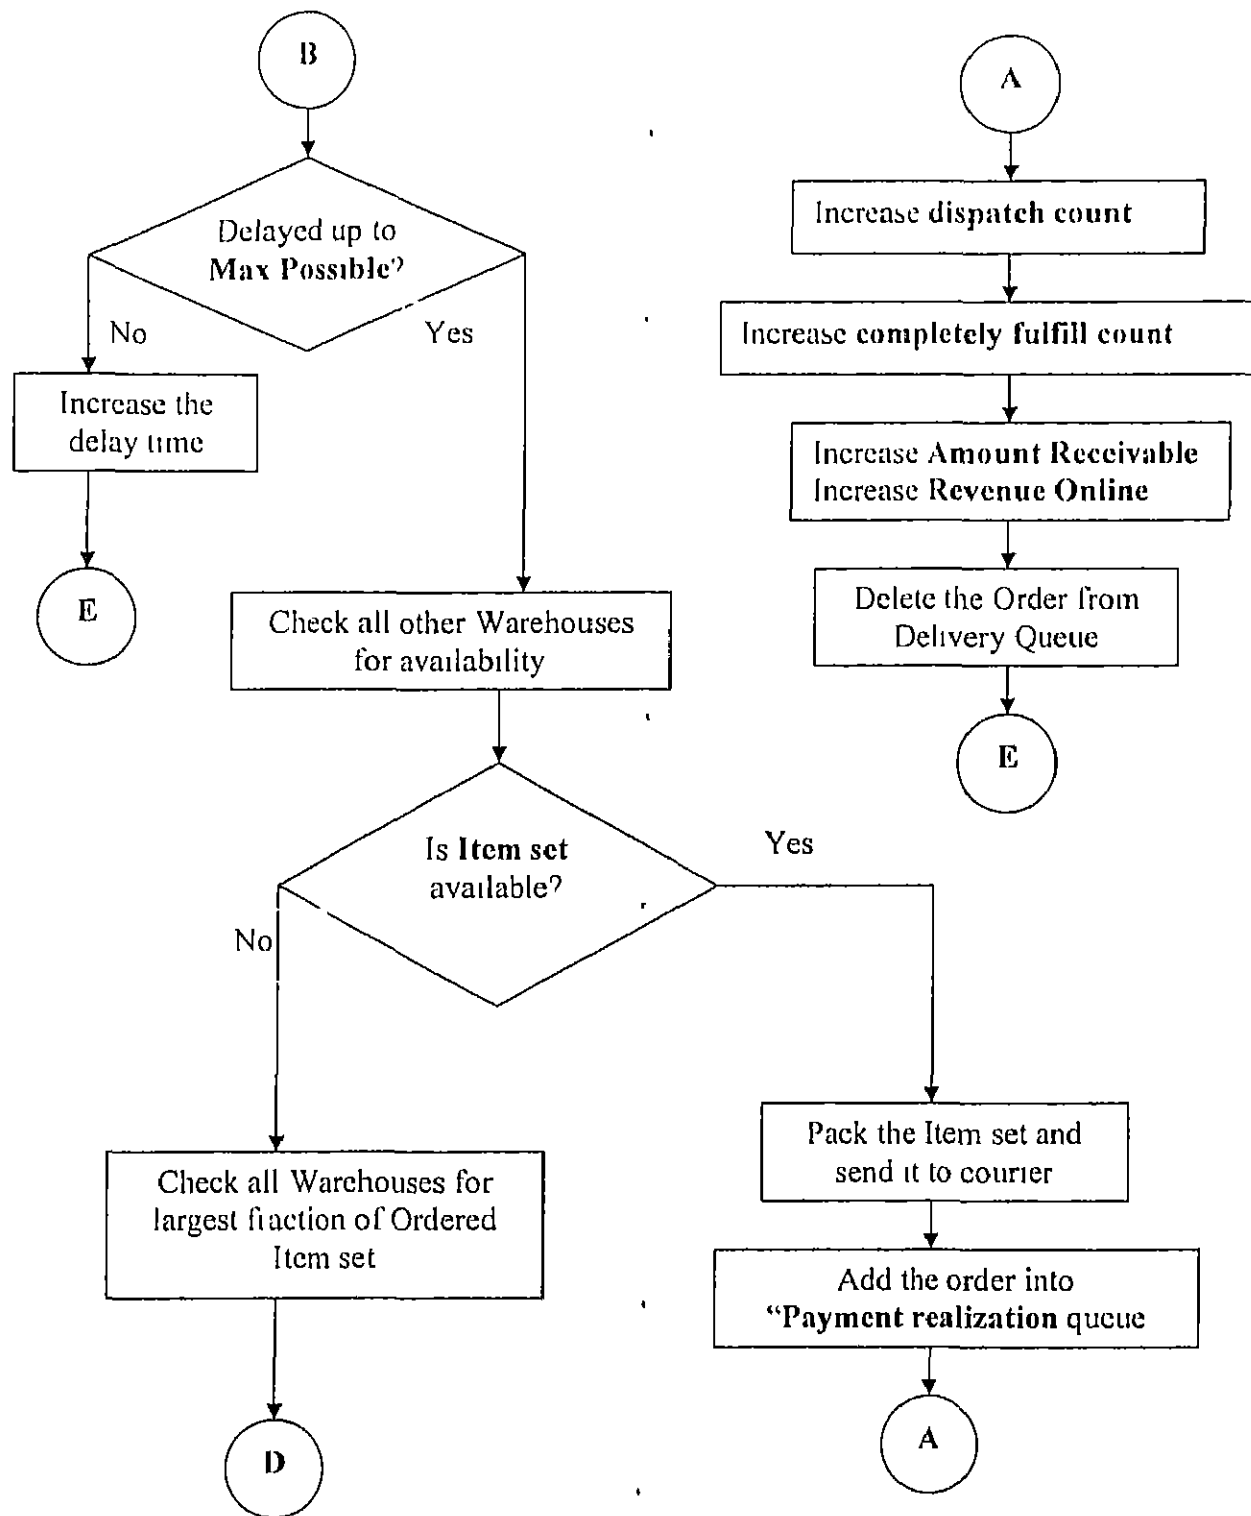 B
Delayed up to
Max Possible?
No
Yes
Increase the
delay time
E
Check all other Warehouses
for availability
Is Item set
available?
No
Yes
Check all Warehouses for
largest fraction of Ordered
Item set
D
Pack the Item set and
send it to courier
Add the order into
“Payment realization queue
A
A
Increase dispatch count
Increase completely fulfill count
Increase Amount Receivable
Increase Revenue Online
Delete the Order from
Delivery Queue
E